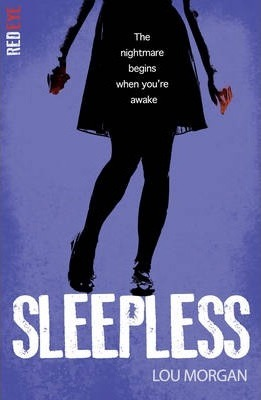 RED EYE
The
nightmare
begins
when you're
awake
SLEEPLESS
LOU MORGAN